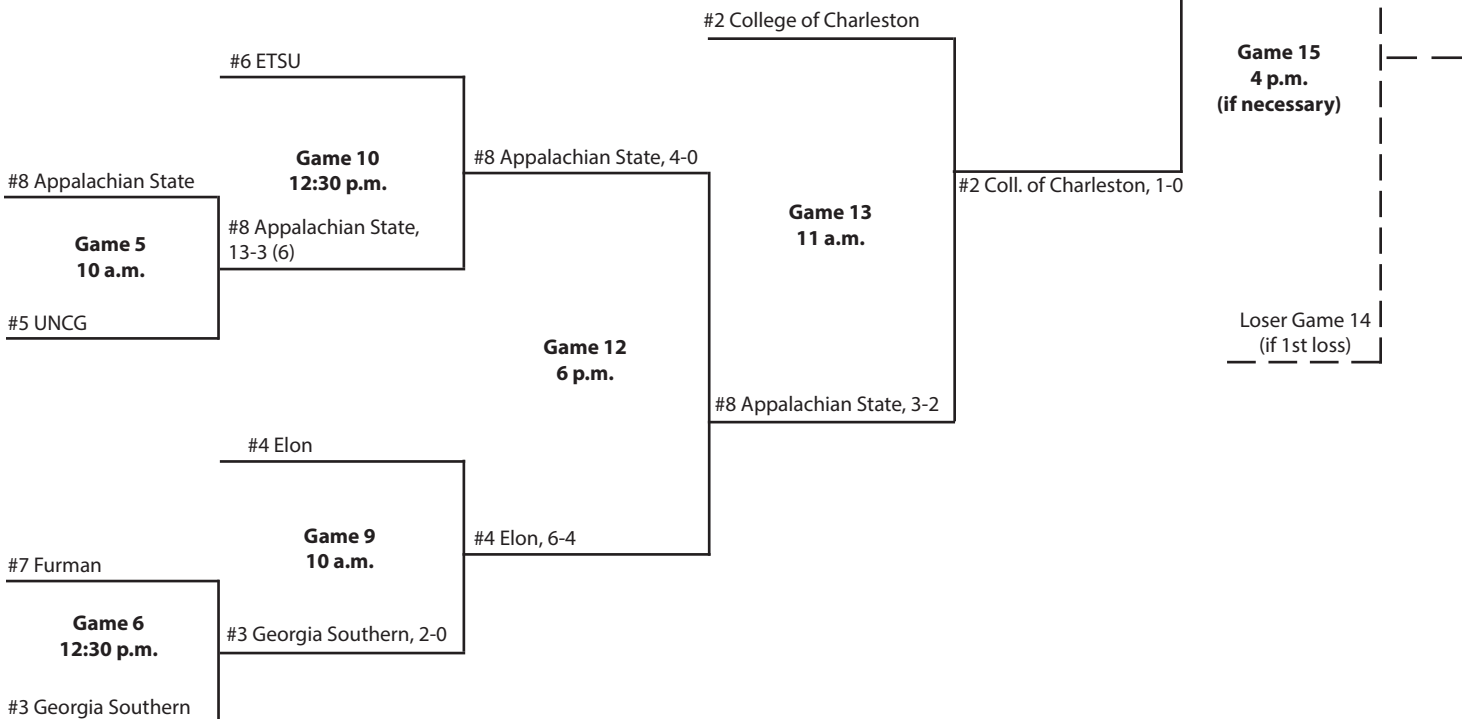 #2 College of Charleston
#6 ETSU
Game 15
4 p.m.
(if necessary)
Game 10
12:30 p.m.
#8 Appalachian State, 4-0
#8 Appalachian State
#2 Coll. of Charleston, 1-0
Game 13
11 a.m.
#8 Appalachian State,
13-3 (6)
Game 5
10 a.m.
#5 UNCG
Loser Game 14
(if 1st loss)
Game 12
6 p.m.
#8 Appalachian State, 3-2
#4 Elon
Game 9
10 a.m.
#4 Elon, 6-4
#7 Furman
Game 6
12:30 p.m.
#3 Georgia Southern, 2-0
#3 Georgia Southern